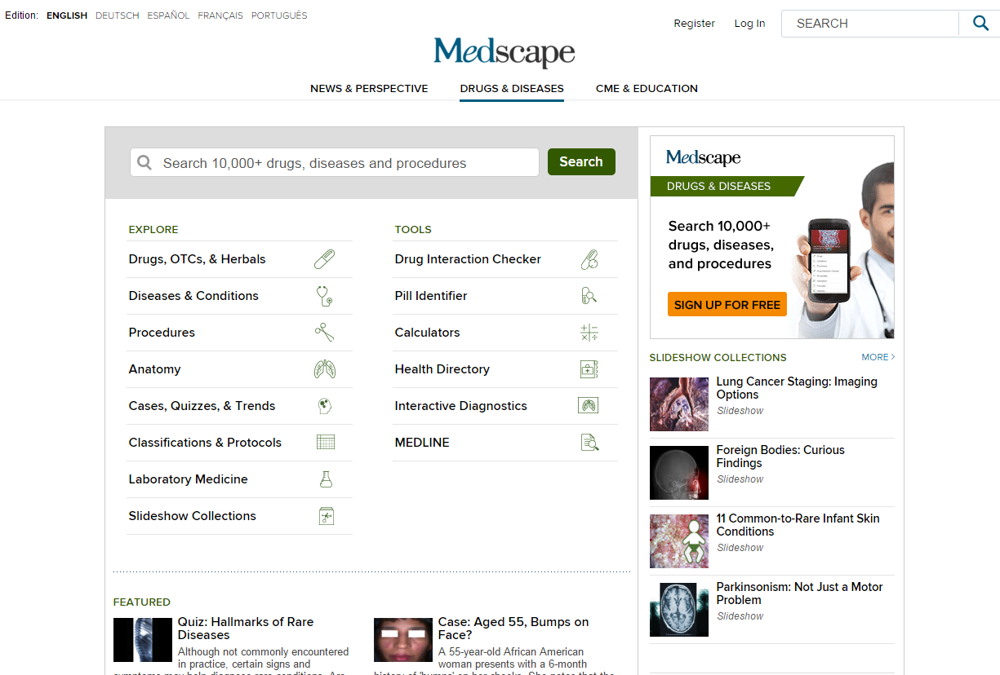 Edition: ENGLISH DEUTSCH ESPAÑOL FRANÇAIS PORTUGUÊS
Register Log In SEARCH
Medscape
NEWS & PERSPECTIVE DRUGS & DISEASES CME & EDUCATION
Search 10,000+ drugs, diseases and procedures Search
EXPLORE
Drugs, OTCs, & Herbals
Diseases & Conditions
Procedures
Anatomy
Cases, Quizzes, & Trends
Classifications & Protocols
Laboratory Medicine
Slideshow Collections
TOOLS
Drug Interaction Checker
Pill Identifier
Calculators
Health Directory
Interactive Diagnostics
MEDLINE
FEATURED
Quiz: Hallmarks of Rare
Diseases
Although not commonly encountered
in practice, certain signs and
Case: Aged 55, Bumps on
Face?
A 55-year-old African American
woman presents with a 6-month
Medscape
DRUGS & DISEASES
Search 10,000+
drugs, diseases,
and procedures
SIGN UP FOR FREE
SLIDESHOW COLLECTIONS MORE
Lung Cancer Staging: Imaging
Options
Slideshow
Foreign Bodies: Curious
Findings
Slideshow
11 Common-to-Rare Infant Skin
Conditions
Slideshow
Parkinsonism: Not Just a Motor
Problem
Slideshow